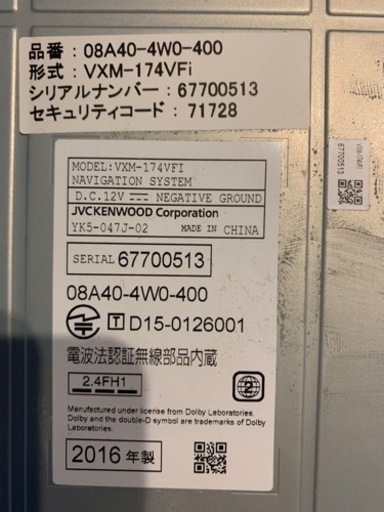 品番 : 08A40-4W0-400
形式 : VXM-174VFi
シリアルナンバー : 67700513
セキュリティコード : 71728
MODEL:VXM-174VFI
NAVIGATION SYSTEM
D.C.12V ⎓ NEGATIVE GROUND
JVCKENWOOD Corporation
YK5-047J-02 MADE IN CHINA
SERIAL 67700513
08A40-4W0-400
T D15-0126001
電波法認証無線部品内蔵
2.4FH1
2
Manufactured under license from Dolby Laboratories.
Dolby and the double-D symbol are trademarks of Dolby
Laboratories.
2016 年製
VXM-174VFI
67700513